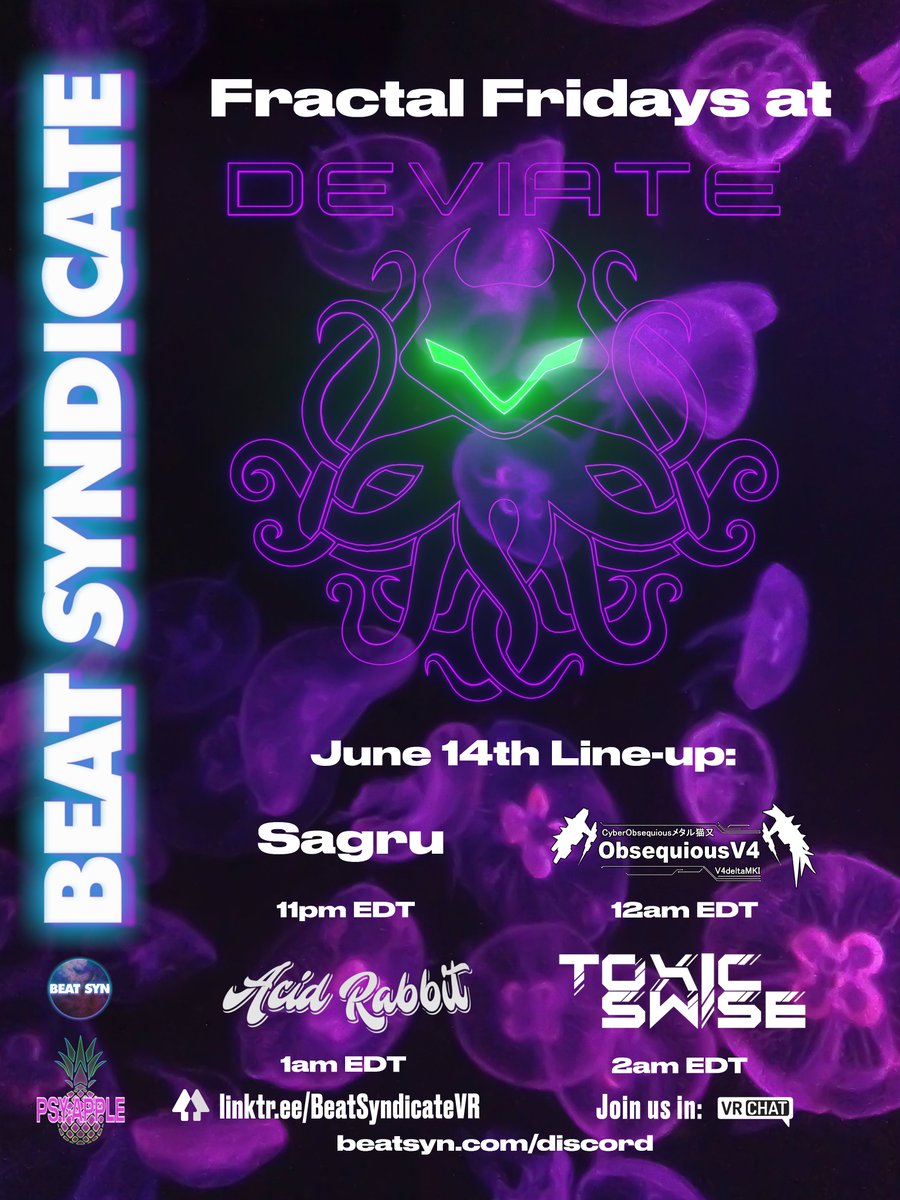 BEAT SYNDICATE
Fractal Fridays at
DEVIATE
June 14th Line-up:
Sagru
11pm EDT
CyberObsequiousメタル猫又
ObsequiousV4
V4deltaMKI
12am EDT
Acid Rabbit
1am EDT
TOXIC
SWISE
2am EDT
BEAT SYN
PSYAPPLE
linktr.ee/BeatSyndicateVR
Join us in: VRCHAT
beatsyn.com/discord